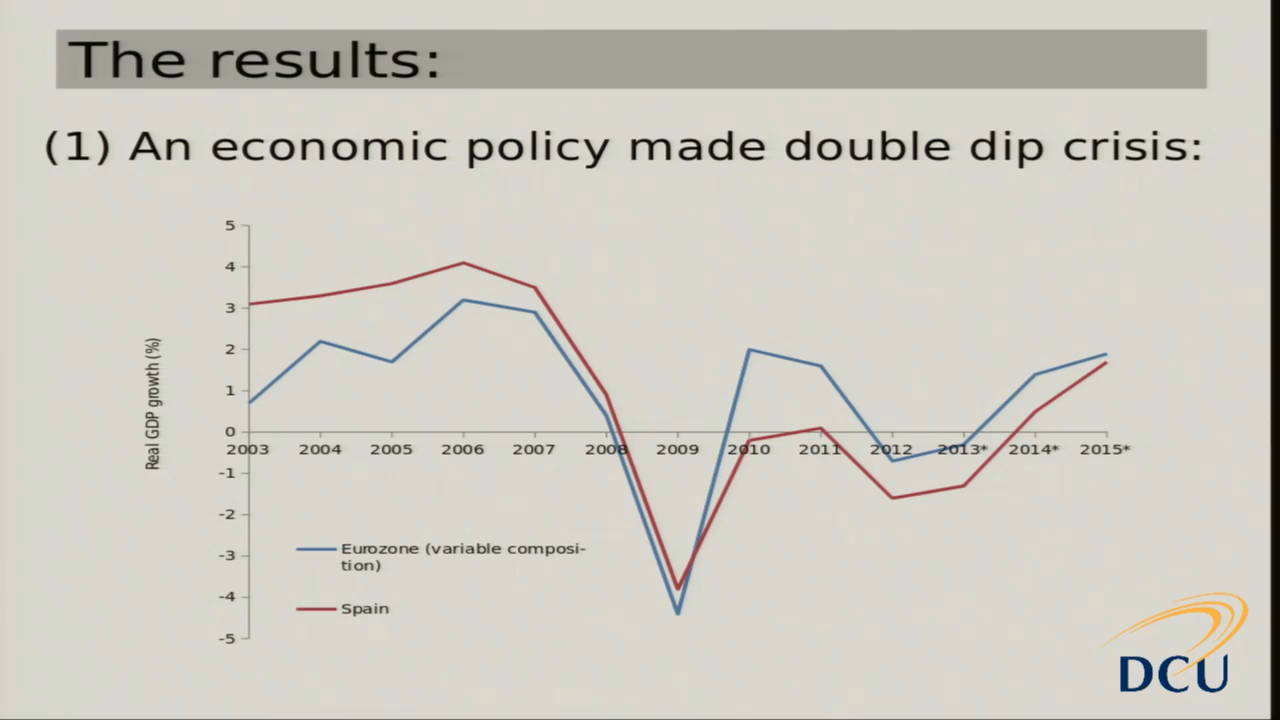 The results:
(1) An economic policy made double dip crisis:
5
4
3
2
1
0
-1
-2
-3
-4
-5
Real GDP growth (%)
2003 2004 2005 2006 2007 2008 2009 2010 2011 2012 2013* 2014* 2015*
Eurozone (variable composi-
tion)
Spain
DCU